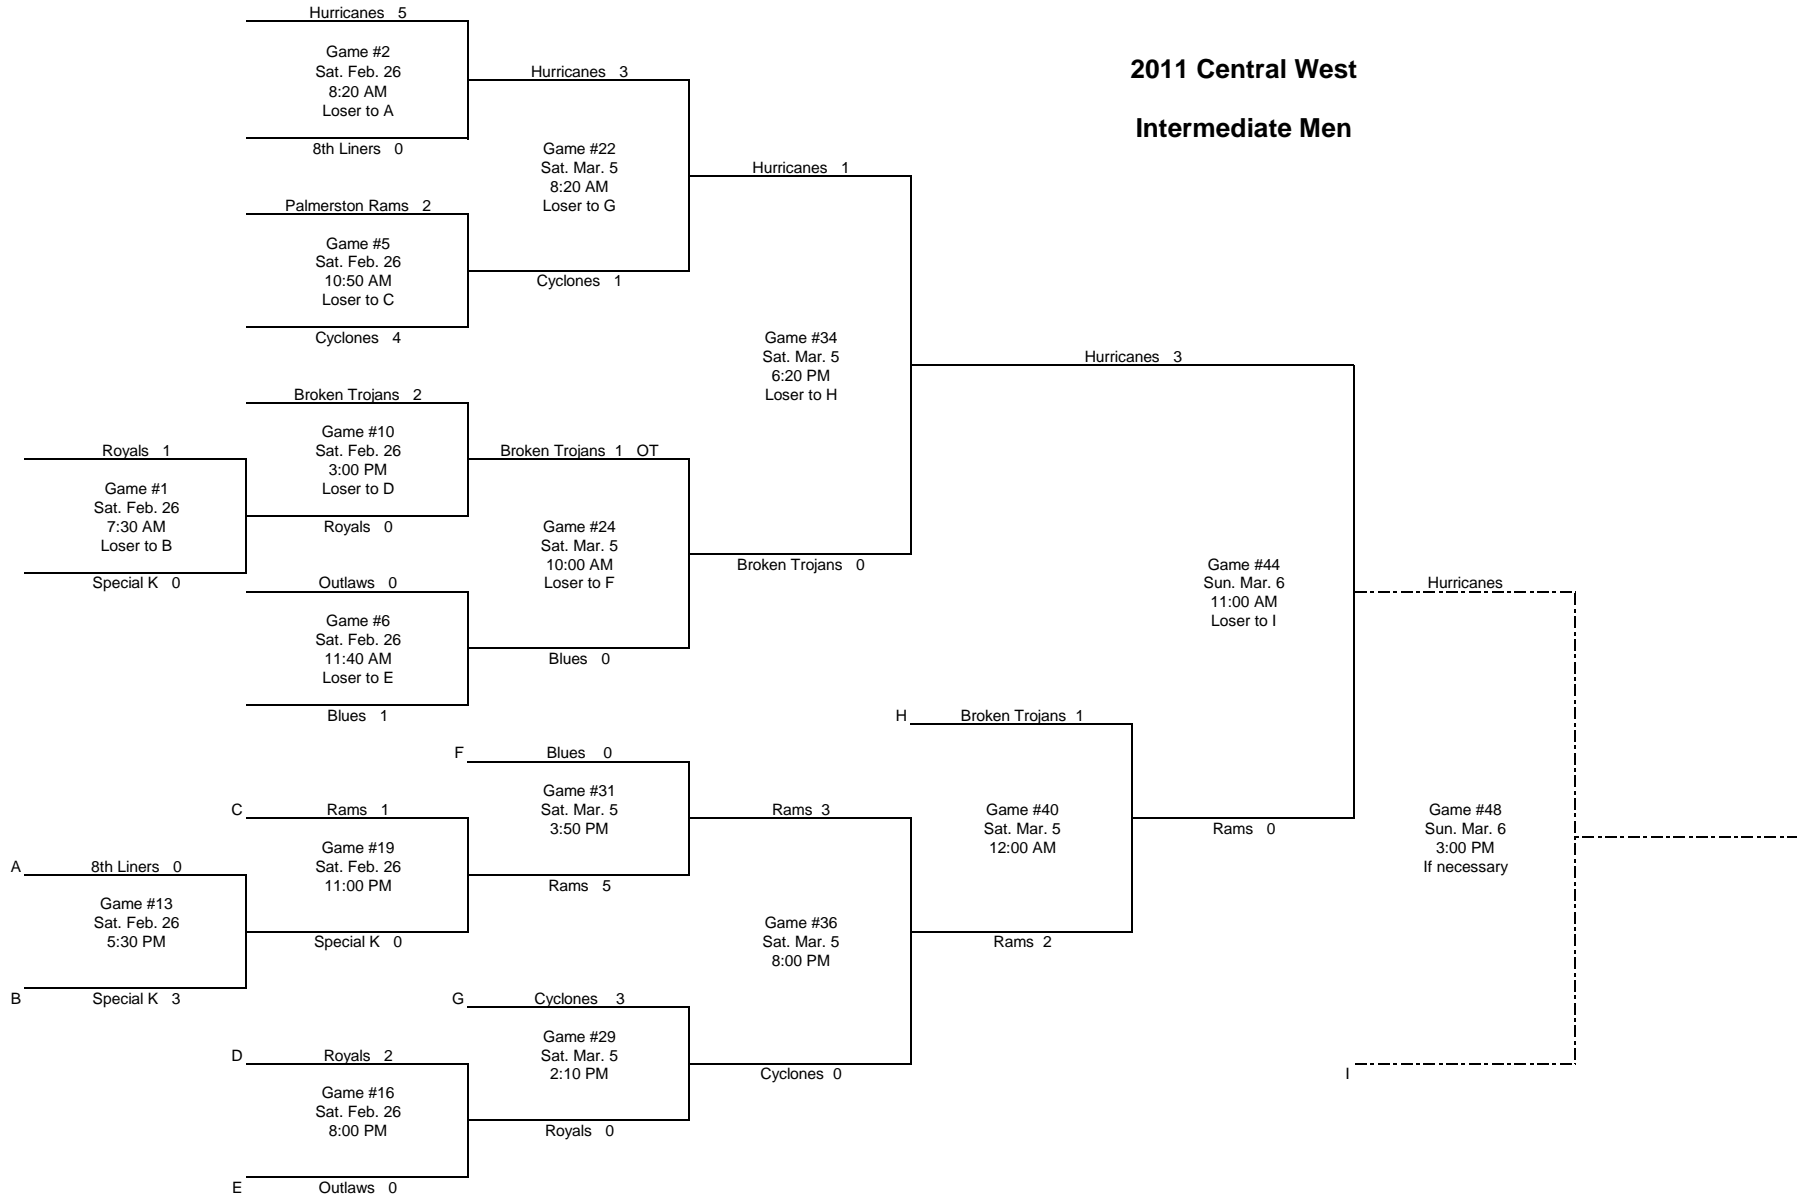 2011 Central West
Intermediate Men
Hurricanes 5
Game #2
Sat. Feb. 26
8:20 AM
Loser to A
8th Liners 0
Palmerston Rams 2
Game #5
Sat. Feb. 26
10:50 AM
Loser to C
Cyclones 4
Broken Trojans 2
Game #10
Sat. Feb. 26
3:00 PM
Loser to D
Royals 0
Royals 1
Game #1
Sat. Feb. 26
7:30 AM
Loser to B
Special K 0
Outlaws 0
Game #6
Sat. Feb. 26
11:40 AM
Loser to E
Blues 1
Hurricanes 3
Game #22
Sat. Mar. 5
8:20 AM
Loser to G
Cyclones 1
Broken Trojans 1 OT
Game #24
Sat. Mar. 5
10:00 AM
Loser to F
Blues 0
Hurricanes 1
Game #34
Sat. Mar. 5
6:20 PM
Loser to H
Broken Trojans 0
Hurricanes 3
Game #44
Sun. Mar. 6
11:00 AM
Loser to I
Rams 0
Hurricanes
Game #48
Sun. Mar. 6
3:00 PM
If necessary
I
A 8th Liners 0
Game #13
Sat. Feb. 26
5:30 PM
B Special K 3
C Rams 1
Game #19
Sat. Feb. 26
11:00 PM
Special K 0
D Royals 2
Game #16
Sat. Feb. 26
8:00 PM
E Outlaws 0
F Blues 0
Game #31
Sat. Mar. 5
3:50 PM
Rams 5
G Cyclones 3
Game #29
Sat. Mar. 5
2:10 PM
Royals 0
Rams 3
Game #36
Sat. Mar. 5
8:00 PM
Cyclones 0
H Broken Trojans 1
Game #40
Sat. Mar. 5
12:00 AM
Rams 2